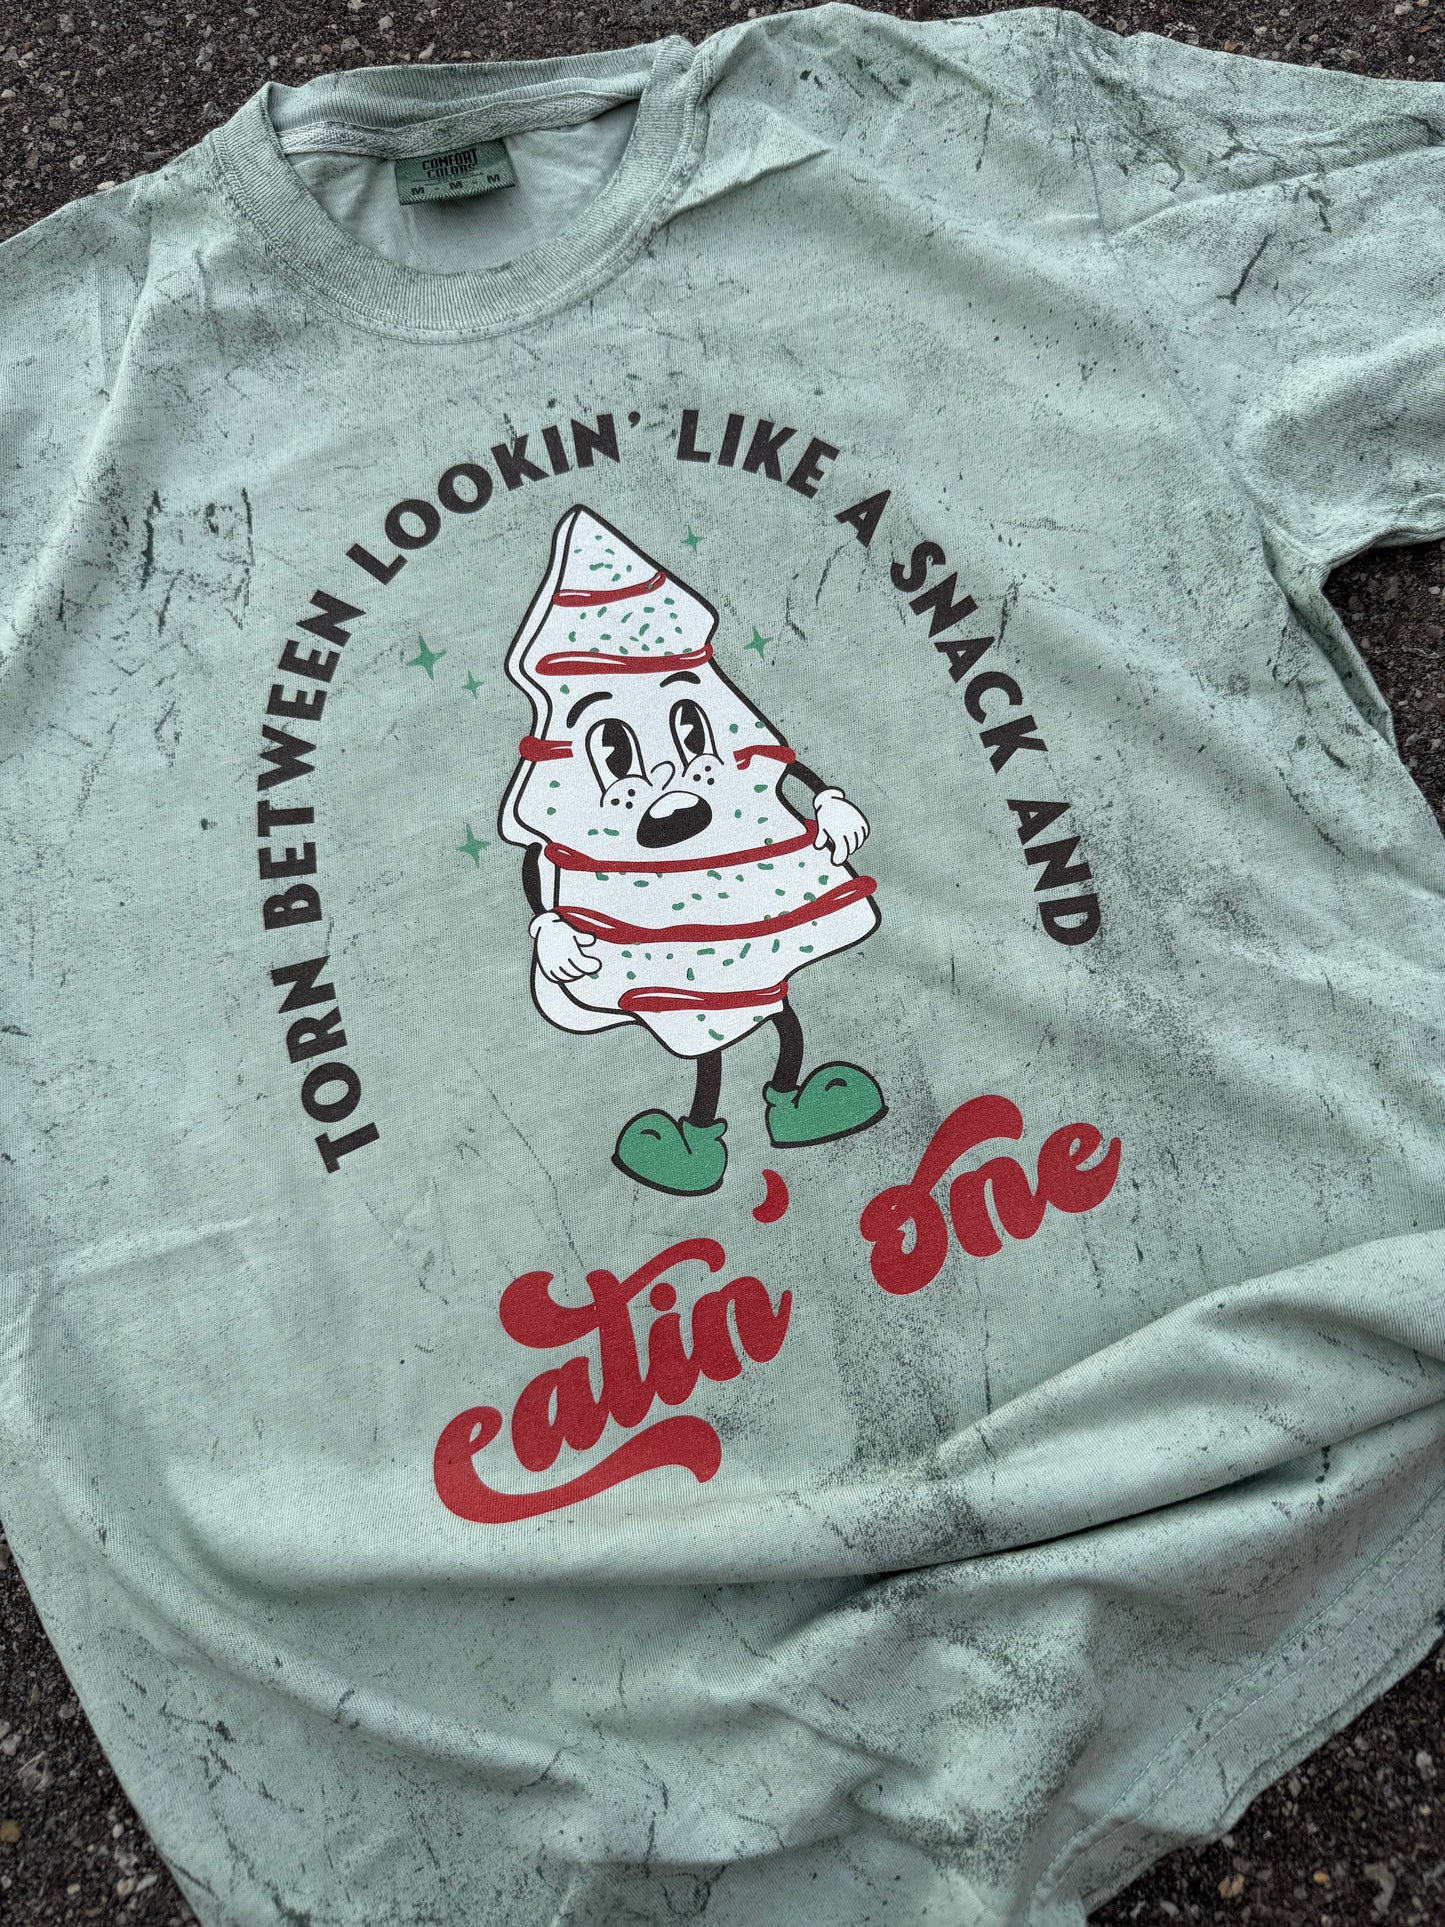 COMFORT
COLORS
M - M - M
TORN BETWEEN LOOKIN' LIKE A SNACK AND
eatin' one